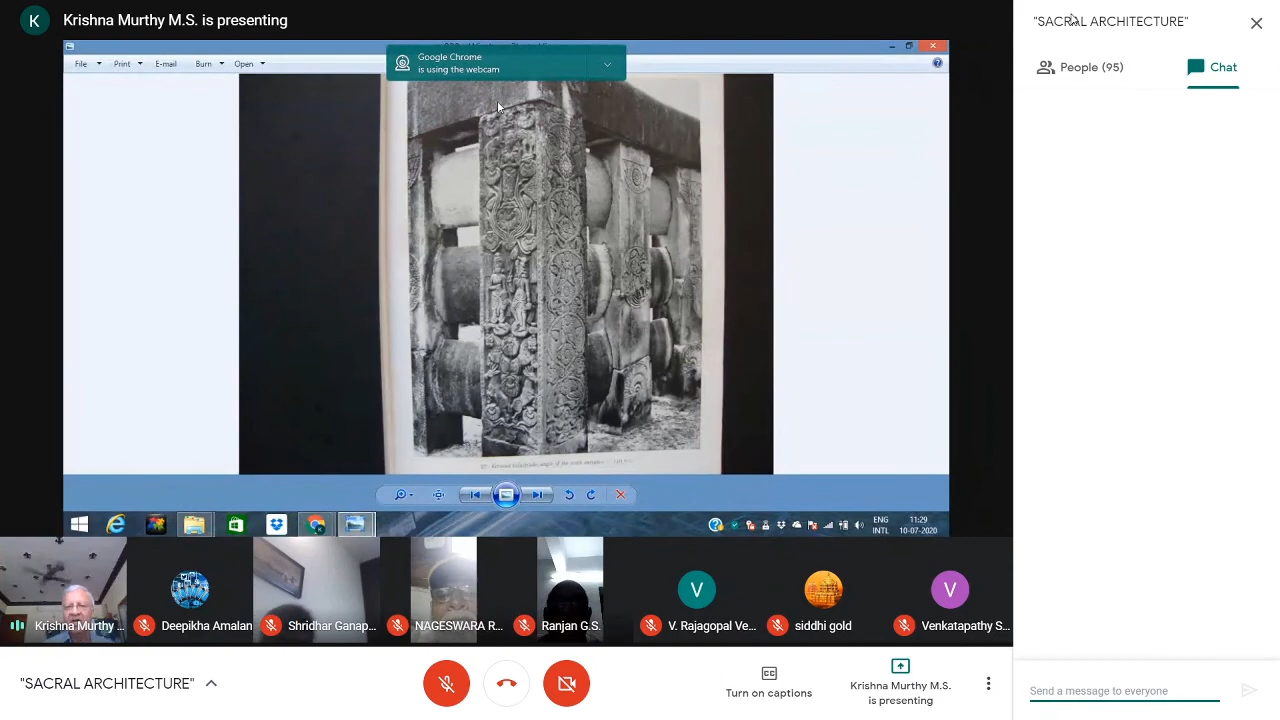 K
Krishna Murthy M.S. is presenting
"SACRAL ARCHITECTURE"
Google Chrome
is using the webcam
File
Print
E-mail
Burn
Open
People (95)
Chat
ENG
INTL
11:29
10-07-2020
Krishna Murthy ...
Deepikha Amalan
Shridhar Ganap...
NAGESWARA R...
Ranjan G.S.
V
V. Rajagopal Ve...
siddhi gold
V
Venkatapathy S...
"SACRAL ARCHITECTURE"
CC
Turn on captions
Krishna Murthy M.S.
is presenting
Send a message to everyone